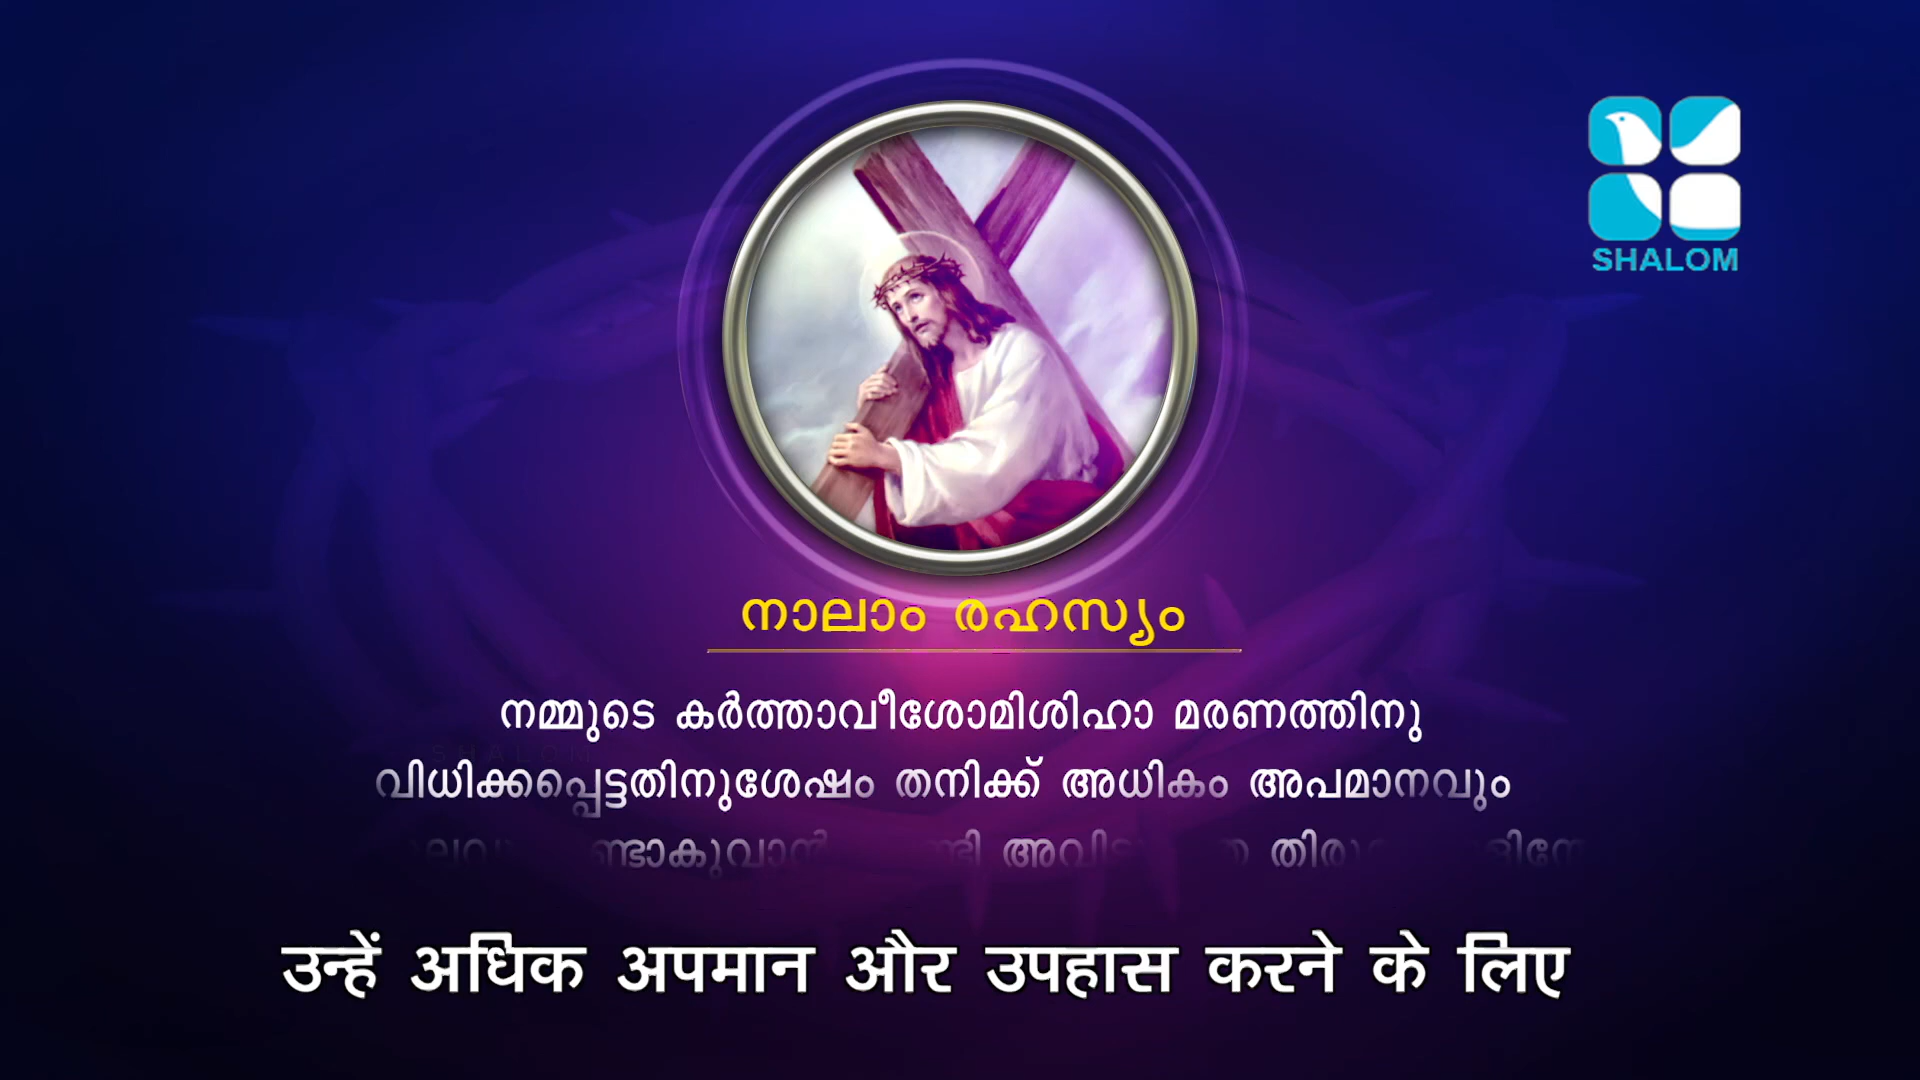 SHALOM
നാലാം രഹസ്യം
നമ്മുടെ കർത്താവീശോമിശിഹാ മരണത്തിനു
വിധിക്കപ്പെട്ടതിനുശേഷം തനിക്ക് അധികം അപമാനവും
उन्हें अधिक अपमान और उपहास करने के लिए